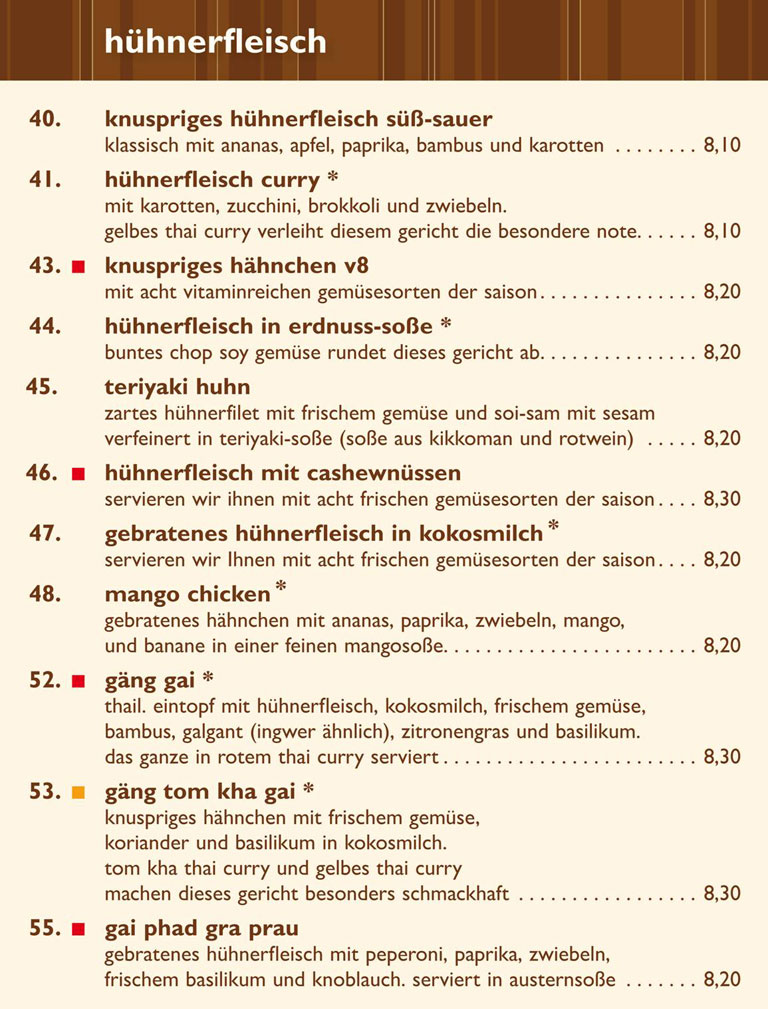 hühnerfleisch
40. knuspriges hühnerfleisch süß-sauer
klassisch mit ananas, apfel, paprika, bambus und karotten ........ 8,10
41. hühnerfleisch curry *
mit karotten, zucchini, brokkoli und zwiebeln.
gelbes thai curry verleiht diesem gericht die besondere note...... 8,10
43. ■ knuspriges hähnchen v8
mit acht vitaminreichen gemüsesorten der saison............... 8,20
44. hühnerfleisch in erdnuss-soße *
buntes chop soy gemüse rundet dieses gericht ab............... 8,20
45. teriyaki huhn
zartes hühnerfilet mit frischem gemüse und soi-sam mit sesam
verfeinert in teriyaki-soße (soße aus kikkoman und rotwein) ..... 8,20
46. ■ hühnerfleisch mit cashewnüssen
servieren wir ihnen mit acht frischen gemüsesorten der saison.... 8,30
47. gebratenes hühnerfleisch in kokosmilch *
servieren wir Ihnen mit acht frischen gemüsesorten der saison.... 8,20
48. mango chicken *
gebratenes hähnchen mit ananas, paprika, zwiebeln, mango,
und banane in einer feinen mangosoße........................ 8,20
52. ■ gäng gai *
thail. eintopf mit hühnerfleisch, kokosmilch, frischem gemüse,
bambus, galgant (ingwer ähnlich), zitronengras und basilikum.
das ganze in rotem thai curry serviert........................ 8,30
53. ■ gäng tom kha gai *
knuspriges hähnchen mit frischem gemüse,
koriander und basilikum in kokosmilch.
tom kha thai curry und gelbes thai curry
machen dieses gericht besonders schmackhaft ................. 8,30
55. ■ gai phad gra prau
gebratenes hühnerfleisch mit peperoni, paprika, zwiebeln,
frischem basilikum und knoblauch. serviert in austernsoße ....... 8,20